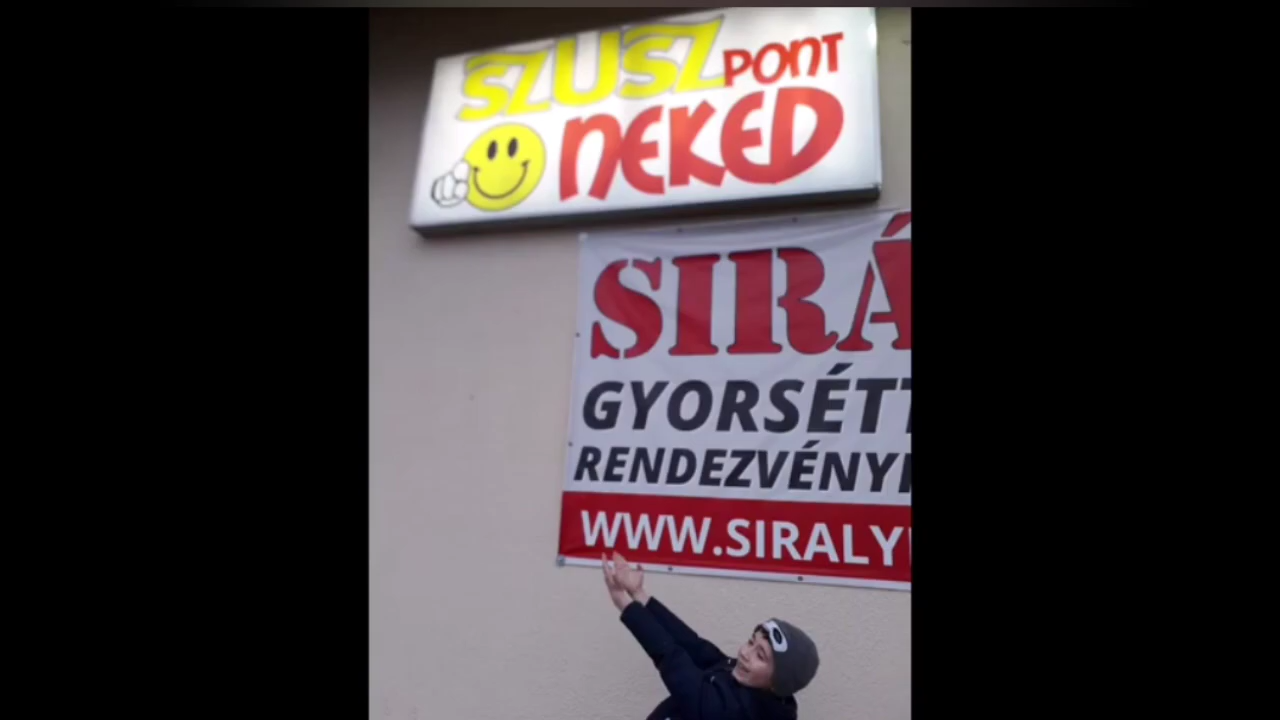 SZUSZ PONT
NEKED
SIRÁ
GYORSÉTT
RENDEZVÉNY
WWW.SIRALY